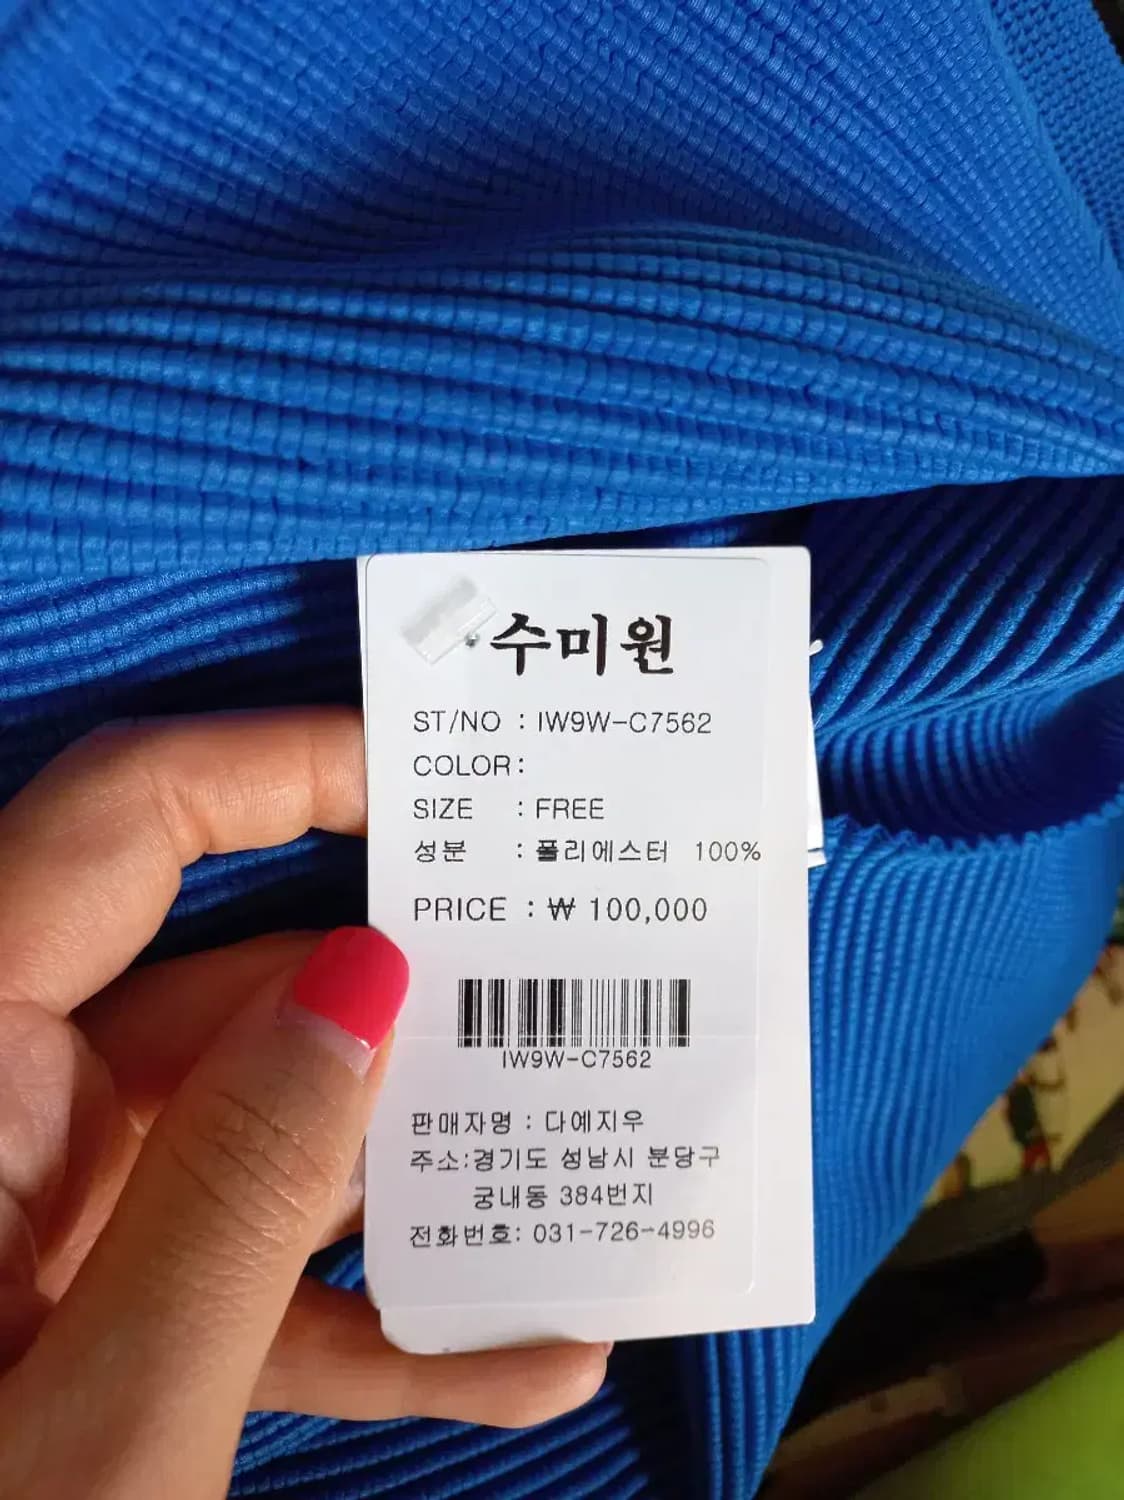 수미원
ST/NO : IW9W-C7562
COLOR:
SIZE : FREE
성분 :폴리에스터 100%
PRICE : ₩ 100,000
IW9W-C7562
판매자명 : 다예지우
주소:경기도 성남시 분당구
궁내동 384번지
전화번호: 031-726-4996